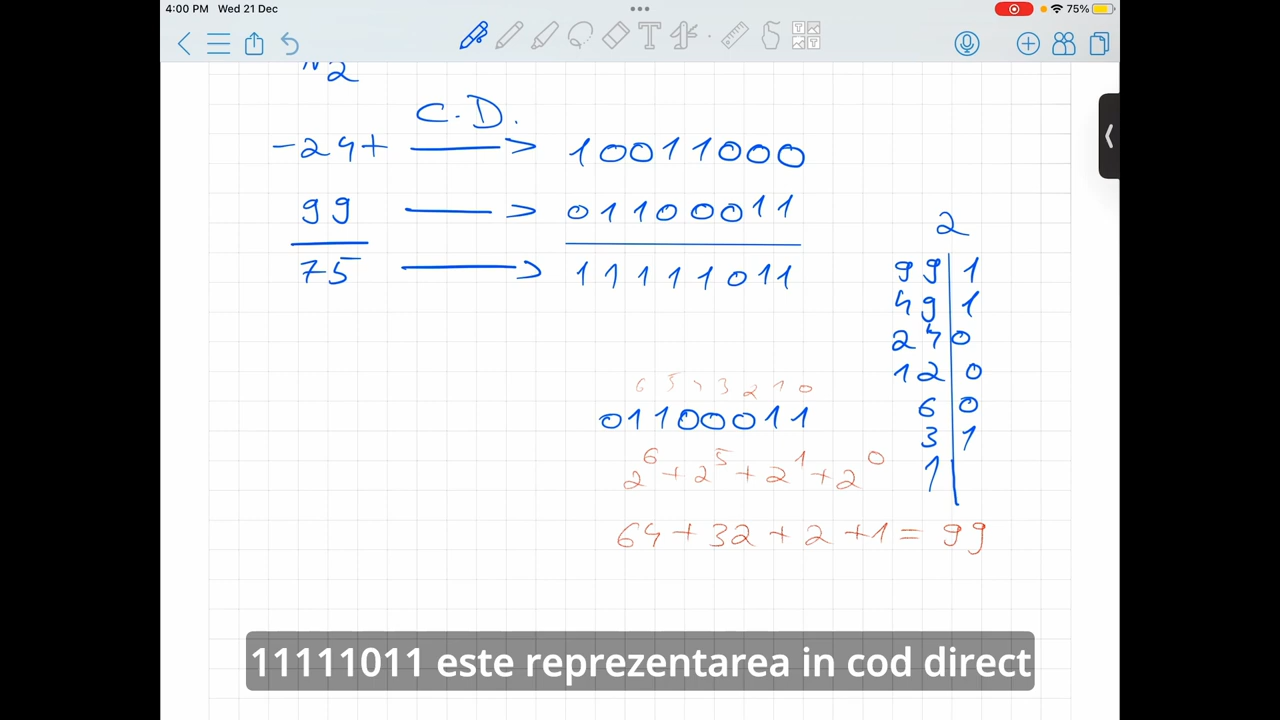 4:00 PM Wed 21 Dec
75%
N2
C.D.
-24+ → 10011000
99 → 01100011
75 → 11111011
2
99 | 1
49 | 1
24 | 0
12 | 0
6 | 0
3 | 1
1 |
6 5 4 3 2 1 0
01100011
2^6 + 2^5 + 2^1 + 2^0
64 + 32 + 2 + 1 = 99
11111011 este reprezentarea in cod direct